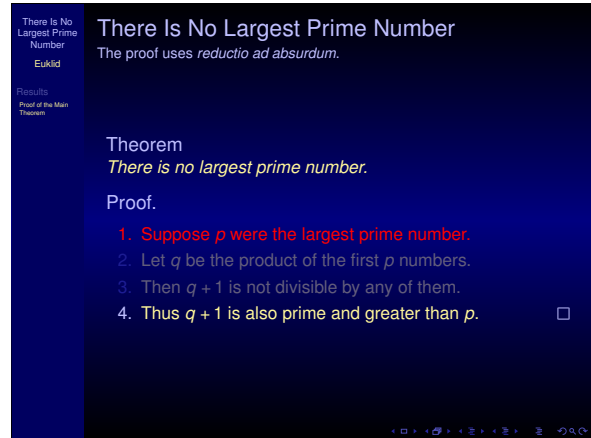 There Is No
Largest Prime
Number
Euklid
Results
Proof of the Main
Theorem
There Is No Largest Prime Number
The proof uses reductio ad absurdum.
Theorem
There is no largest prime number.
Proof.
1. Suppose p were the largest prime number.
2. Let q be the product of the first p numbers.
3. Then q + 1 is not divisible by any of them.
4. Thus q + 1 is also prime and greater than p.